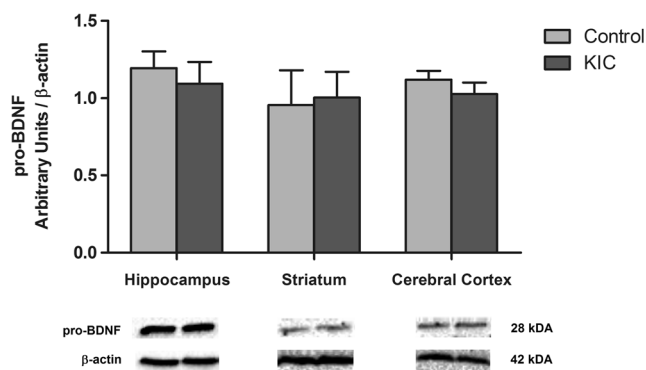 pro-BDNF
Arbitrary Units / β-actin
1.5
1.0
0.5
0.0
Control
KIC
Hippocampus Striatum Cerebral Cortex
pro-BDNF 28 kDA
β-actin 42 kDA